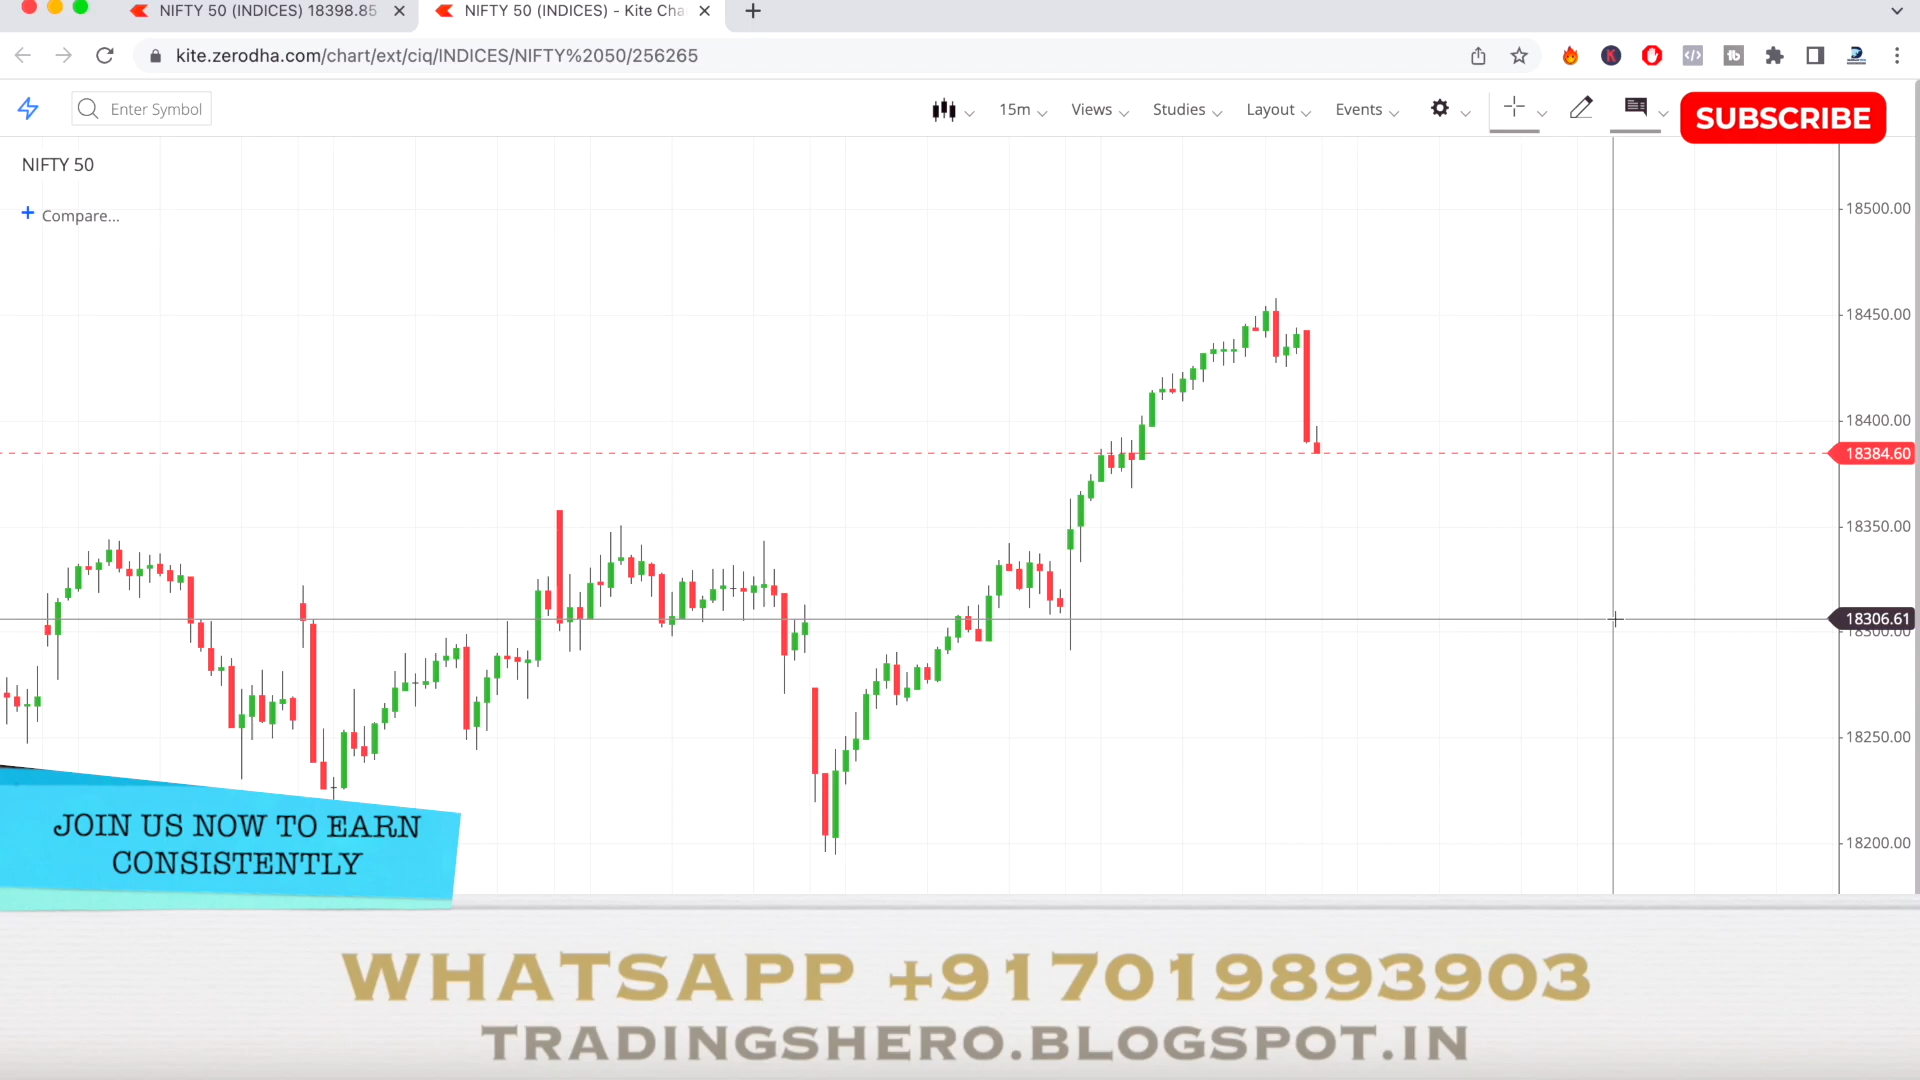 NIFTY 50 (INDICES) 18398.85
NIFTY 50 (INDICES) - Kite Cha
kite.zerodha.com/chart/ext/ciq/INDICES/NIFTY%2050/256265
Enter Symbol
15m
Views
Studies
Layout
Events
SUBSCRIBE
NIFTY 50
+ Compare...
18500.00
18450.00
18400.00
18384.60
18350.00
18306.61
18300.00
18250.00
18200.00
JOIN US NOW TO EARN
CONSISTENTLY
WHATSAPP +917019893903
TRADINGSHERO.BLOGSPOT.IN